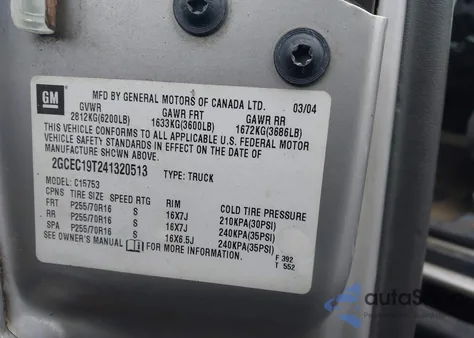 GM
MFD BY GENERAL MOTORS OF CANADA LTD. 03/04
GVWR GAWR FRT GAWR RR
2812KG(6200LB) 1633KG(3600LB) 1672KG(3686LB)
THIS VEHICLE CONFORMS TO ALL APPLICABLE U.S. FEDERAL MOTOR
VEHICLE SAFETY STANDARDS IN EFFECT ON THE DATE OF
MANUFACTURE SHOWN ABOVE.
2GCEC19T241320513 TYPE: TRUCK
MODEL: C15753
CPNS TIRE SIZE SPEED RTG RIM COLD TIRE PRESSURE
FRT P255/70R16 S 16X7J 210KPA(30PSI)
RR P255/70R16 S 16X7J 240KPA(35PSI)
SPA P255/70R16 S 16X6.5J 240KPA(35PSI)
SEE OWNER'S MANUAL FOR MORE INFORMATION.
F 392
T 552